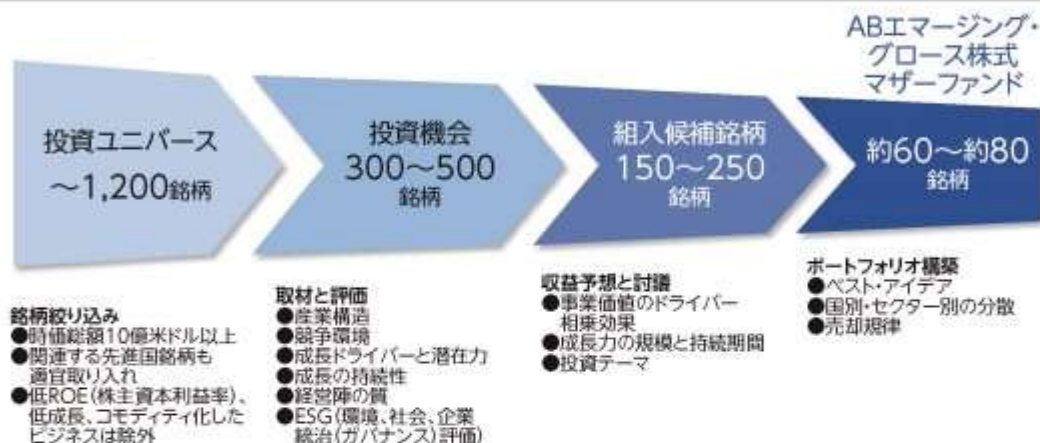 ABエマージング・
グロース株式
マザーファンド
投資ユニバース
～1,200銘柄
投資機会
300～500
銘柄
組入候補銘柄
150～250
銘柄
約60～約80
銘柄
銘柄絞り込み
●時価総額10億米ドル以上
●関連する先進国銘柄も
適宜取り入れ
●低ROE(株主資本利益率)、
低成長、コモディティ化した
ビジネスは除外
取材と評価
●産業構造
●競争環境
●成長ドライバーと潜在力
●成長の持続性
●経営陣の質
●ESG(環境、社会、企業
統治(ガバナンス)評価)
収益予想と討議
●事業価値のドライバー
相乗効果
●成長力の規模と持続期間
●投資テーマ
ポートフォリオ構築
●ベスト・アイデア
●国別・セクター別の分散
●売却規律